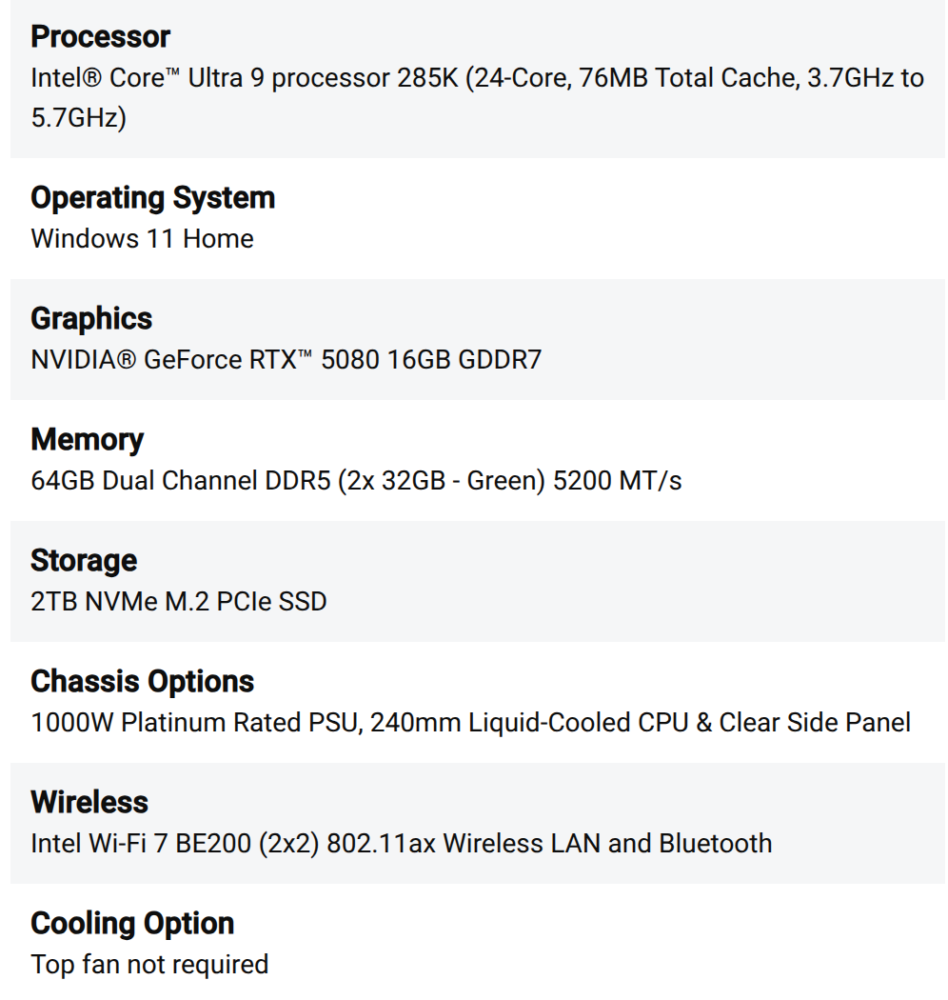 Processor
Intel® Core™ Ultra 9 processor 285K (24-Core, 76MB Total Cache, 3.7GHz to
5.7GHz)
Operating System
Windows 11 Home
Graphics
NVIDIA® GeForce RTX™ 5080 16GB GDDR7
Memory
64GB Dual Channel DDR5 (2x 32GB - Green) 5200 MT/s
Storage
2TB NVMe M.2 PCIe SSD
Chassis Options
1000W Platinum Rated PSU, 240mm Liquid-Cooled CPU & Clear Side Panel
Wireless
Intel Wi-Fi 7 BE200 (2x2) 802.11ax Wireless LAN and Bluetooth
Cooling Option
Top fan not required